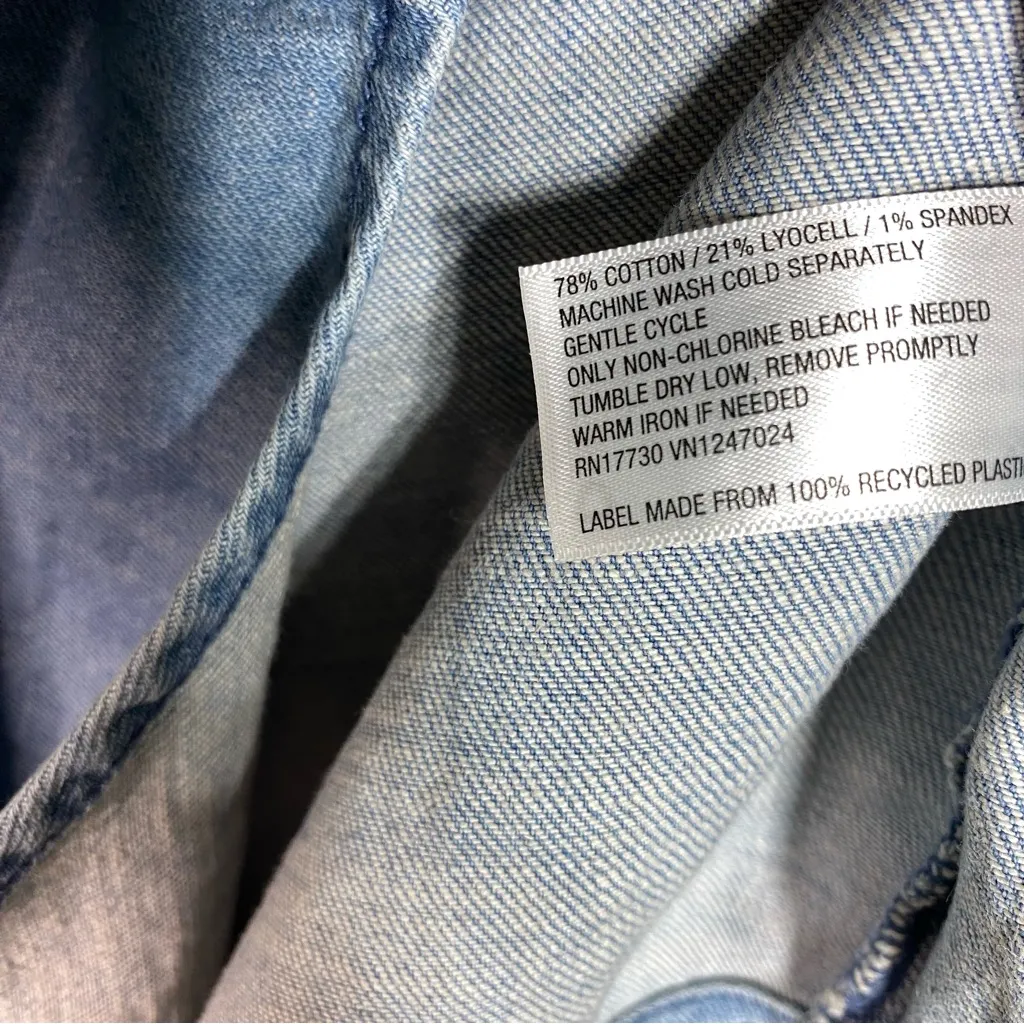 78% COTTON / 21% LYOCELL / 1% SPANDEX
MACHINE WASH COLD SEPARATELY
GENTLE CYCLE
ONLY NON-CHLORINE BLEACH IF NEEDED
TUMBLE DRY LOW, REMOVE PROMPTLY
WARM IRON IF NEEDED
RN17730 VN1247024
LABEL MADE FROM 100% RECYCLED PLASTI